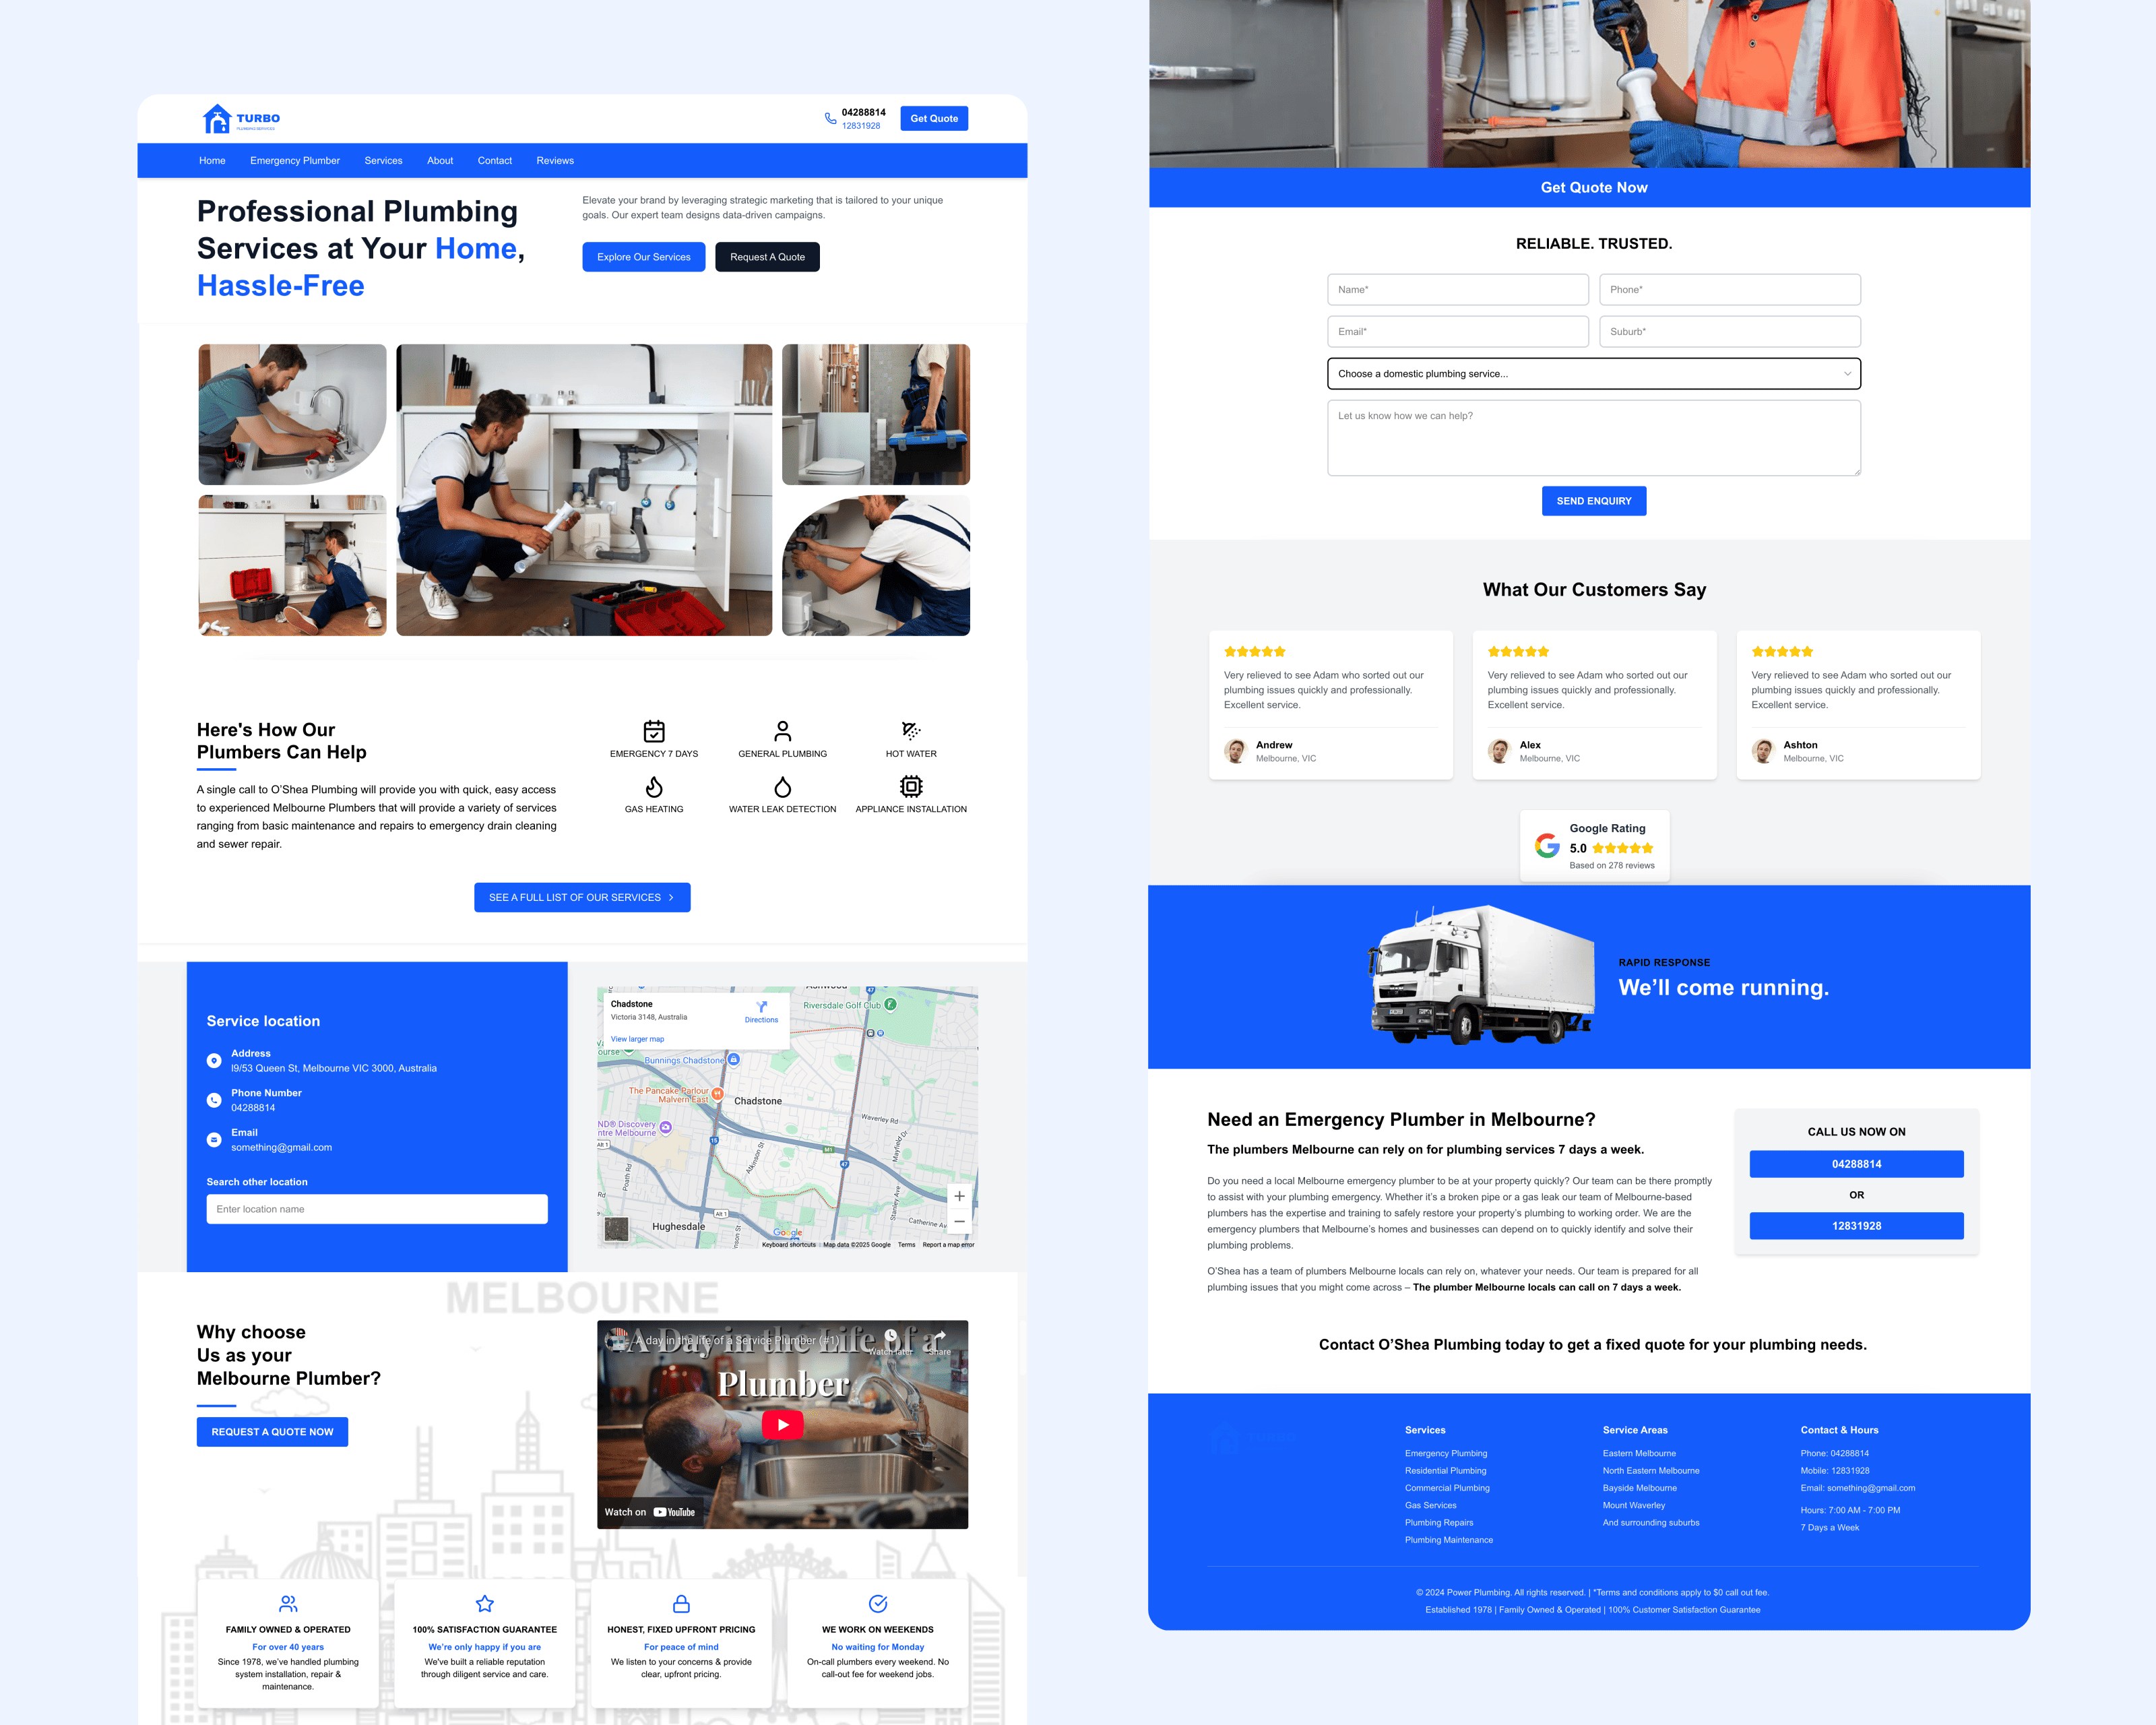 TURBO
PLUMBING SERVICES
04288814
12831928
Get Quote
Home
Emergency Plumber
Services
About
Contact
Reviews
Professional Plumbing
Services at Your Home,
Hassle-Free
Elevate your brand by leveraging strategic marketing that is tailored to your unique
goals. Our expert team designs data-driven campaigns.
Explore Our Services
Request A Quote
Here's How Our
Plumbers Can Help
A single call to O'Shea Plumbing will provide you with quick, easy access
to experienced Melbourne Plumbers that will provide a variety of services
ranging from basic maintenance and repairs to emergency drain cleaning
and sewer repair.
EMERGENCY 7 DAYS
GENERAL PLUMBING
HOT WATER
GAS HEATING
WATER LEAK DETECTION
APPLIANCE INSTALLATION
SEE A FULL LIST OF OUR SERVICES
Service location
Address
l9/53 Queen St, Melbourne VIC 3000, Australia
Phone Number
04288814
Email
something@gmail.com
Search other location
Enter location name
Chadstone
Victoria 3148, Australia
Directions
View larger map
Riversdale Golf Club
Bunnings Chadstone
The Pancake Parlour
Malvern East
Chadstone
Waverley Rd
ND® Discovery
ntre Melbourne
Alt 1
15
M1
47
47
Atkinson St
Mayfield Dr
Stanley Ave
Poath Rd
Rd
Alt 1
Hughesdale
Catherine Av
Google
Keyboard shortcuts
Map data ©2025 Google
Terms
Report a map error
MELBOURNE
Why choose
Us as your
Melbourne Plumber?
REQUEST A QUOTE NOW
A day in the life of a Service Plumber (#1)
A Day in the Life of a
Plumber
Watch later
Share
Watch on YouTube
FAMILY OWNED & OPERATED
For over 40 years
Since 1978, we've handled plumbing
system installation, repair &
maintenance.
100% SATISFACTION GUARANTEE
We're only happy if you are
We've built a reliable reputation
through diligent service and care.
HONEST, FIXED UPFRONT PRICING
For peace of mind
We listen to your concerns & provide
clear, upfront pricing.
WE WORK ON WEEKENDS
No waiting for Monday
On-call plumbers every weekend. No
call-out fee for weekend jobs.
Get Quote Now
RELIABLE. TRUSTED.
Name*
Phone*
Email*
Suburb*
Choose a domestic plumbing service...
Let us know how we can help?
SEND ENQUIRY
What Our Customers Say
Very relieved to see Adam who sorted out our
plumbing issues quickly and professionally.
Excellent service.
Andrew
Melbourne, VIC
Very relieved to see Adam who sorted out our
plumbing issues quickly and professionally.
Excellent service.
Alex
Melbourne, VIC
Very relieved to see Adam who sorted out our
plumbing issues quickly and professionally.
Excellent service.
Ashton
Melbourne, VIC
Google Rating
5.0
Based on 278 reviews
RAPID RESPONSE
We'll come running.
Need an Emergency Plumber in Melbourne?
The plumbers Melbourne can rely on for plumbing services 7 days a week.
Do you need a local Melbourne emergency plumber to be at your property quickly? Our team can be there promptly
to assist with your plumbing emergency. Whether it's a broken pipe or a gas leak our team of Melbourne-based
plumbers has the expertise and training to safely restore your property's plumbing to working order. We are the
emergency plumbers that Melbourne's homes and businesses can depend on to quickly identify and solve their
plumbing problems.
O'Shea has a team of plumbers Melbourne locals can rely on, whatever your needs. Our team is prepared for all
plumbing issues that you might come across – The plumber Melbourne locals can call on 7 days a week.
CALL US NOW ON
04288814
OR
12831928
Contact O'Shea Plumbing today to get a fixed quote for your plumbing needs.
TURBO
Services
Emergency Plumbing
Residential Plumbing
Commercial Plumbing
Gas Services
Plumbing Repairs
Plumbing Maintenance
Service Areas
Eastern Melbourne
North Eastern Melbourne
Bayside Melbourne
Mount Waverley
And surrounding suburbs
Contact & Hours
Phone: 04288814
Mobile: 12831928
Email: something@gmail.com
Hours: 7:00 AM - 7:00 PM
7 Days a Week
© 2024 Power Plumbing. All rights reserved. | *Terms and conditions apply to $0 call out fee.
Established 1978 | Family Owned & Operated | 100% Customer Satisfaction Guarantee